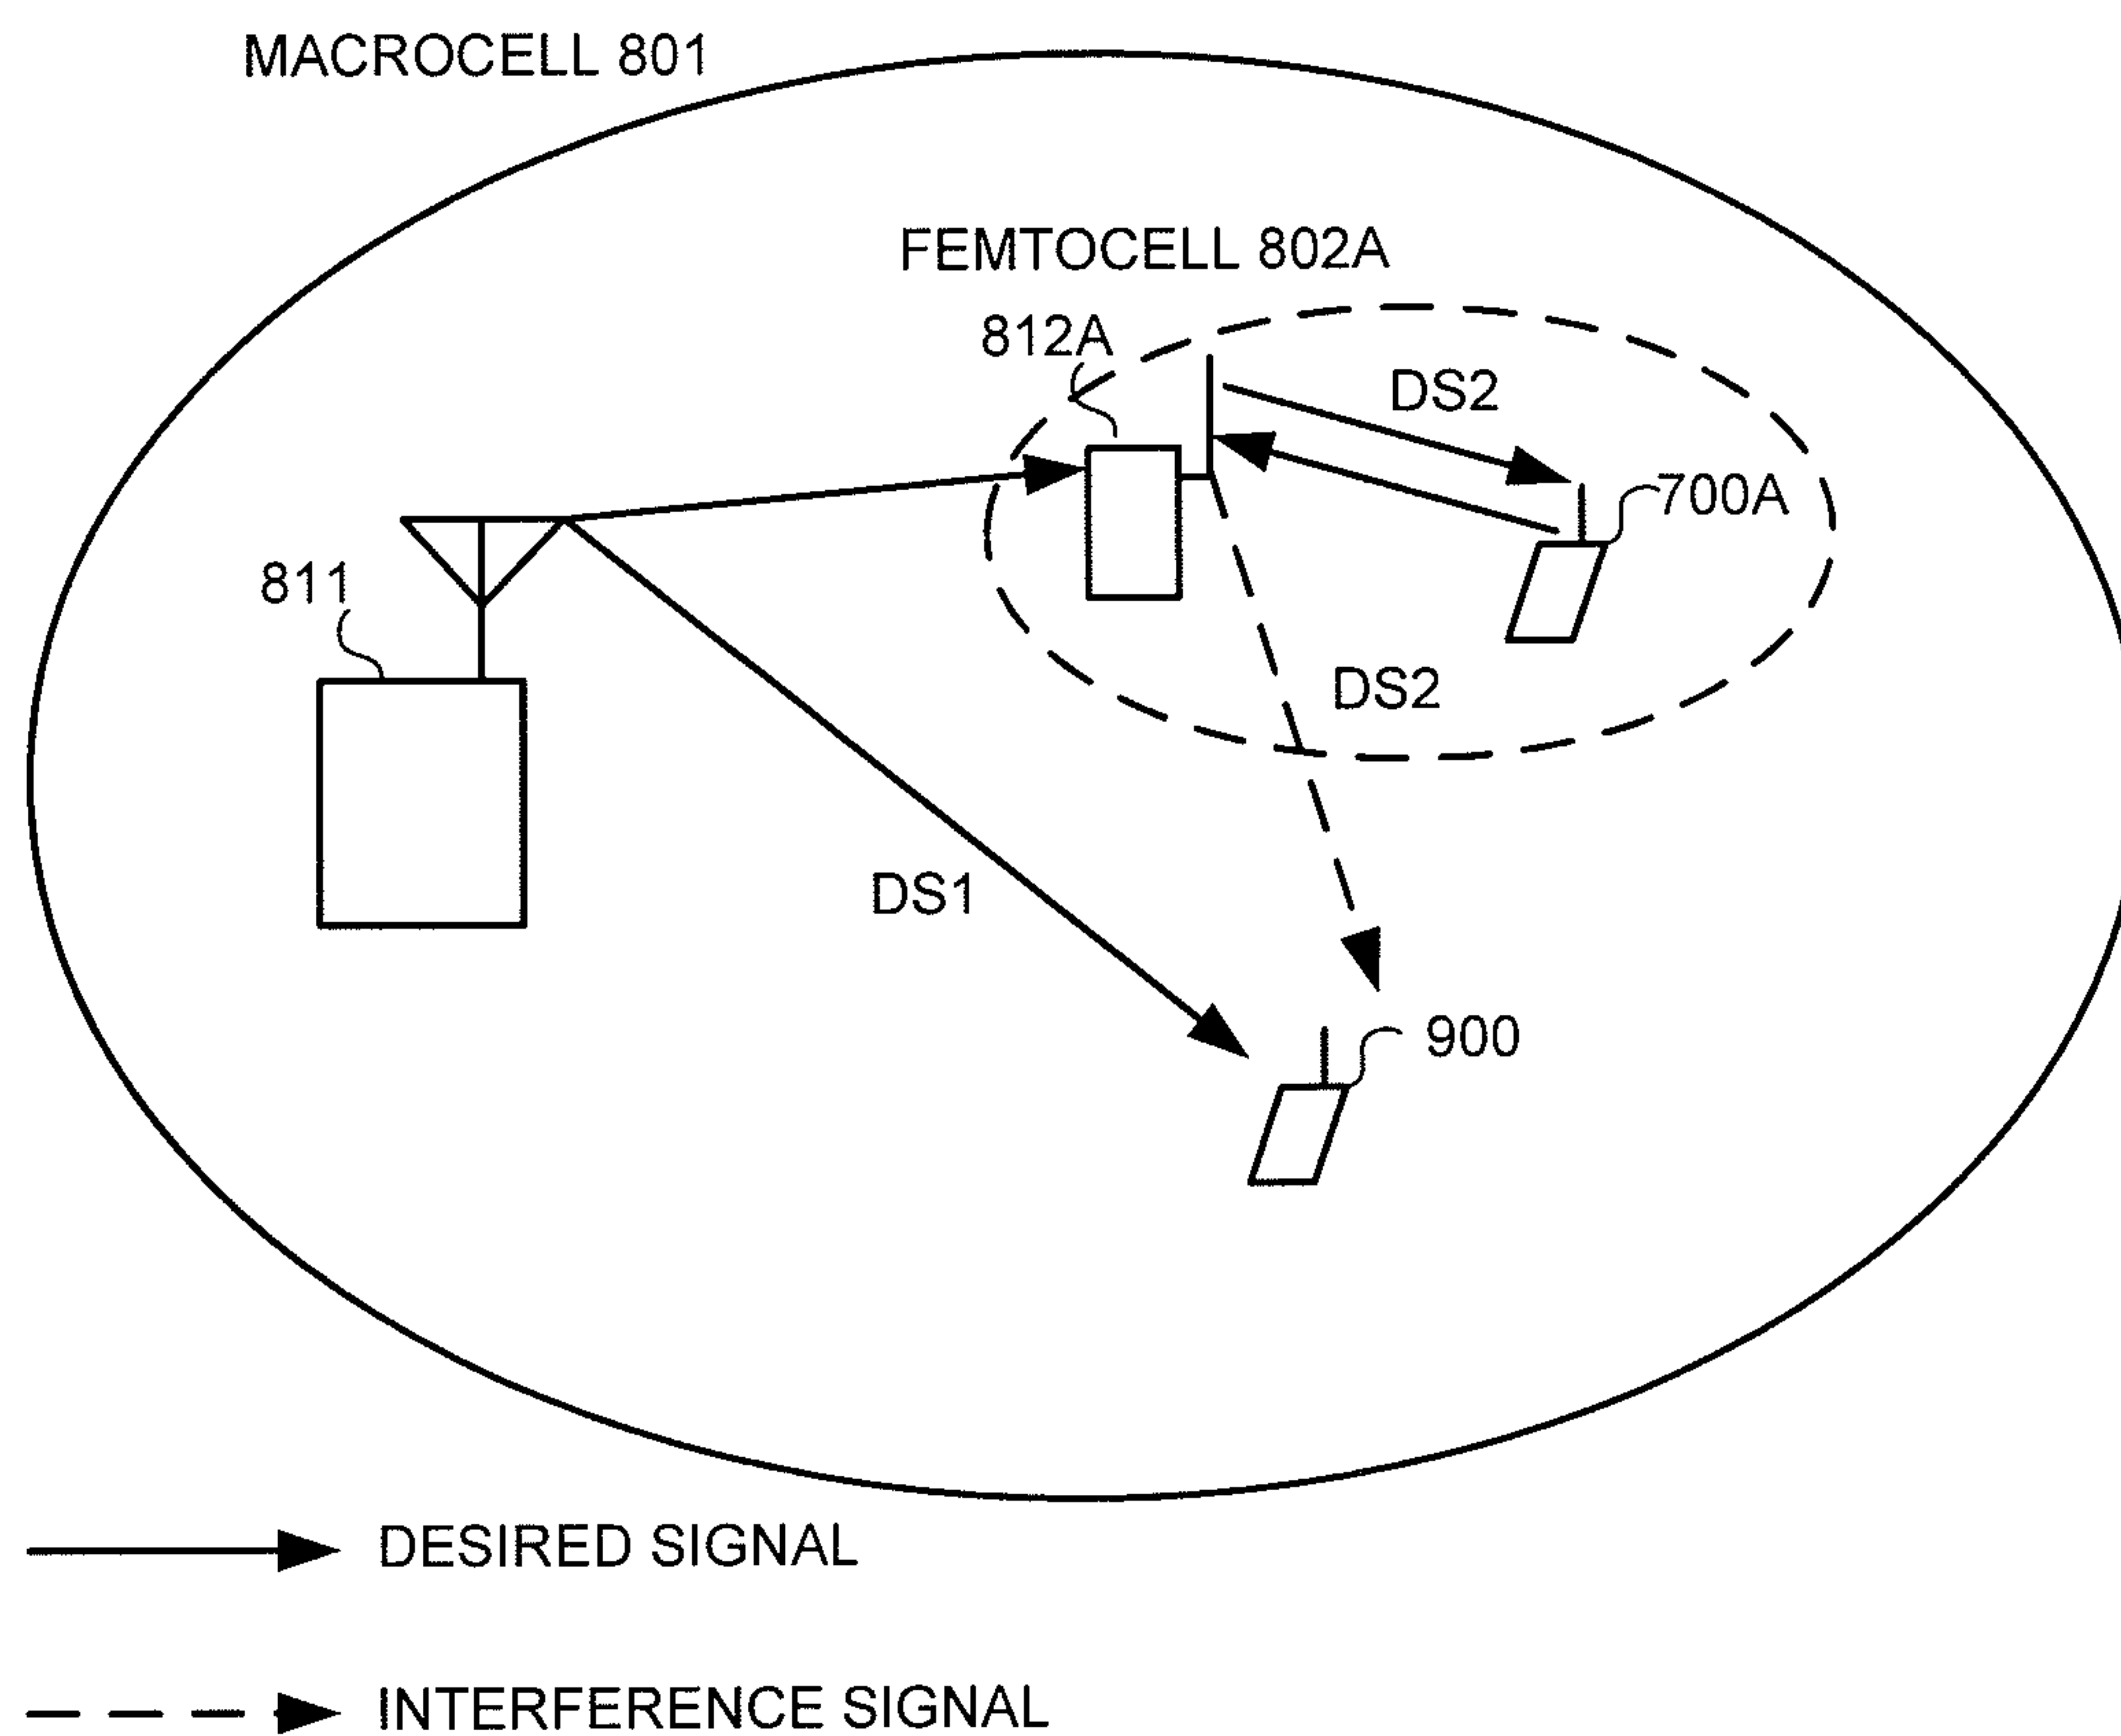 MACROCELL 801
FEMTOCELL 802A
812A
DS2
700A
811
DS2
DS1
900
DESIRED SIGNAL
INTERFERENCE SIGNAL